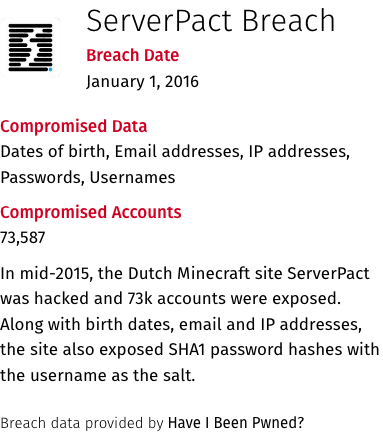 ServerPact Breach
Breach Date
January 1, 2016
Compromised Data
Dates of birth, Email addresses, IP addresses,
Passwords, Usernames
Compromised Accounts
73,587
In mid-2015, the Dutch Minecraft site ServerPact
was hacked and 73k accounts were exposed.
Along with birth dates, email and IP addresses,
the site also exposed SHA1 password hashes with
the username as the salt.
Breach data provided by Have I Been Pwned?